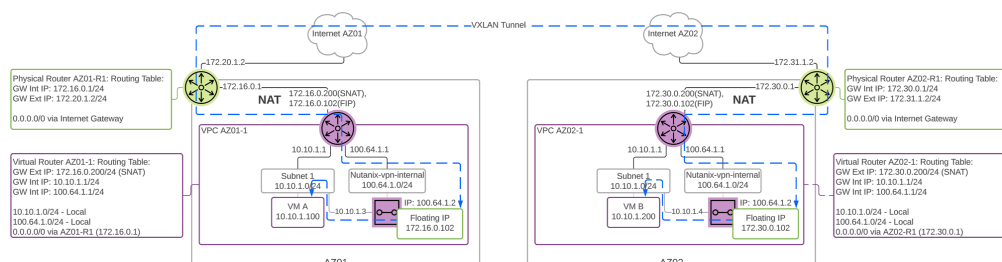 VXLAN Tunnel
Internet AZ01
Internet AZ02
172.20.1.2
172.31.1.2
Physical Router AZ01-R1: Routing Table:
GW Int IP: 172.16.0.1/24
GW Ext IP: 172.20.1.2/24
0.0.0.0/0 via Internet Gateway
172.16.0.1
NAT
172.16.0.200(SNAT),
172.16.0.102(FIP)
172.30.0.200(SNAT),
172.30.0.102(FIP)
NAT
172.30.0.1
Physical Router AZ02-R1: Routing Table:
GW Int IP: 172.30.0.1/24
GW Ext IP: 172.31.1.2/24
0.0.0.0/0 via Internet Gateway
VPC AZ01-1
VPC AZ02-1
Virtual Router AZ01-1: Routing Table:
GW Ext IP: 172.16.0.200/24 (SNAT)
GW Int IP: 10.10.1.1/24
GW Int IP: 100.64.1.1/24
10.10.1.0/24 - Local
100.64.1.0/24 - Local
0.0.0.0/0 via AZ01-R1 (172.16.0.1)
10.10.1.1
100.64.1.1
Subnet 1
10.10.1.0/24
Nutanix-vpn-internal
100.64.1.0/24
VM A
10.10.1.100
10.10.1.3
IP: 100.64.1.2
Floating IP
172.16.0.102
10.10.1.1
100.64.1.1
Subnet 1
10.10.1.0/24
Nutanix-vpn-internal
100.64.1.0/24
VM B
10.10.1.200
10.10.1.4
IP: 100.64.1.2
Floating IP
172.30.0.102
Virtual Router AZ02-1: Routing Table:
GW Ext IP: 172.30.0.200/24 (SNAT)
GW Int IP: 10.10.1.1/24
GW Int IP: 100.64.1.1/24
10.10.1.0/24 - Local
100.64.1.0/24 - Local
0.0.0.0/0 via AZ02-R1 (172.30.0.1)
AZ01
AZ02